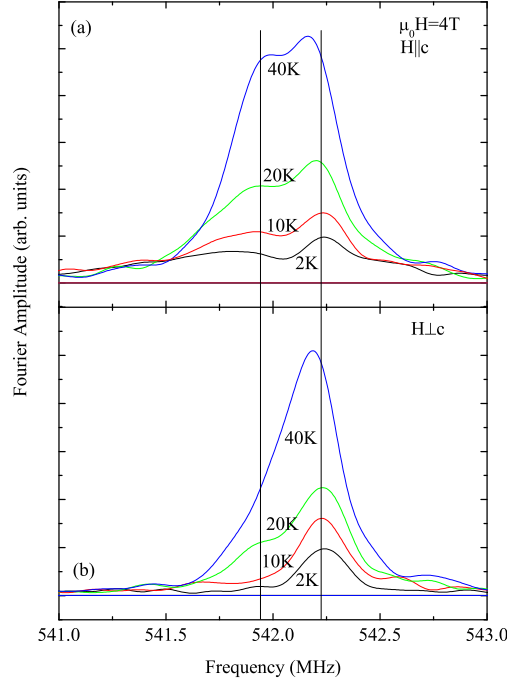 (a)
μ0H=4T
H||c
40K
20K
10K
2K
Fourier Amplitude (arb. units)
H⊥c
40K
20K
10K
2K
(b)
541.0 541.5 542.0 542.5 543.0
Frequency (MHz)